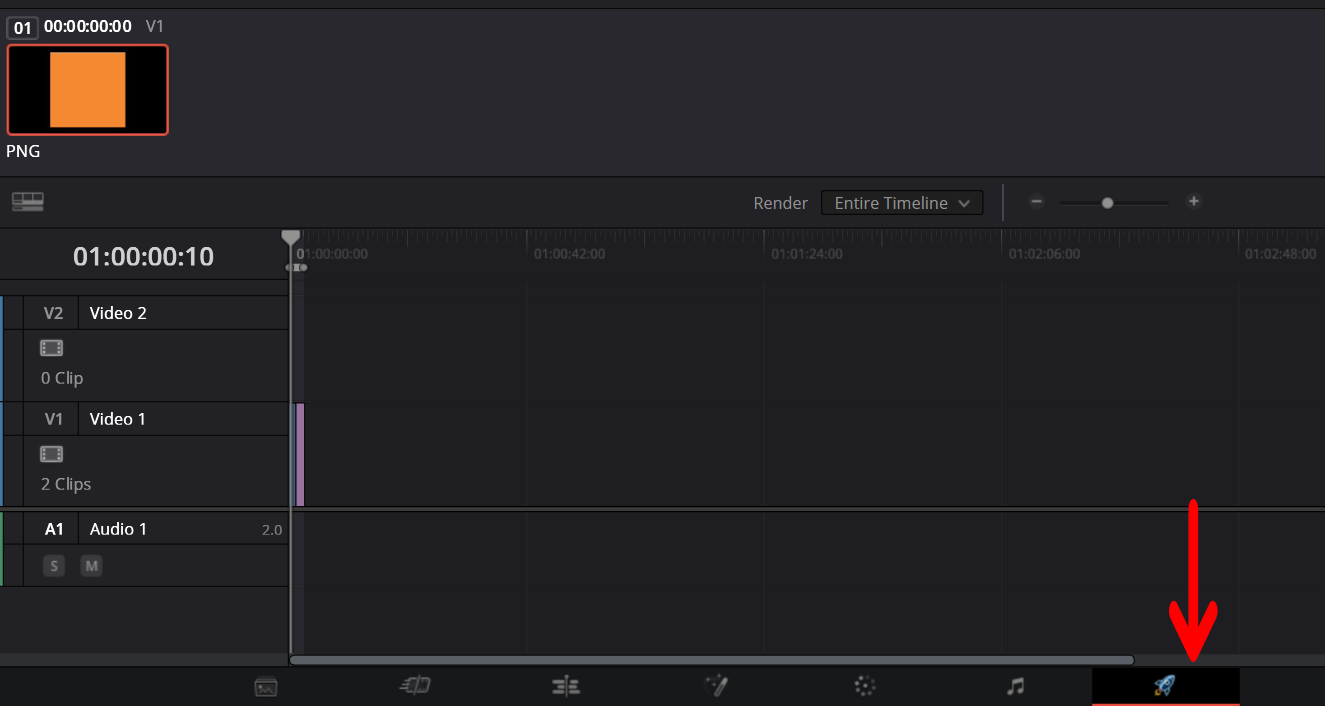 01 00:00:00:00 V1
PNG
Render Entire Timeline
01:00:00:10
01:00:00:00 01:00:42:00 01:01:24:00 01:02:06:00 01:02:48:00
V2 Video 2
0 Clip
V1 Video 1
2 Clips
A1 Audio 1 2.0
S M